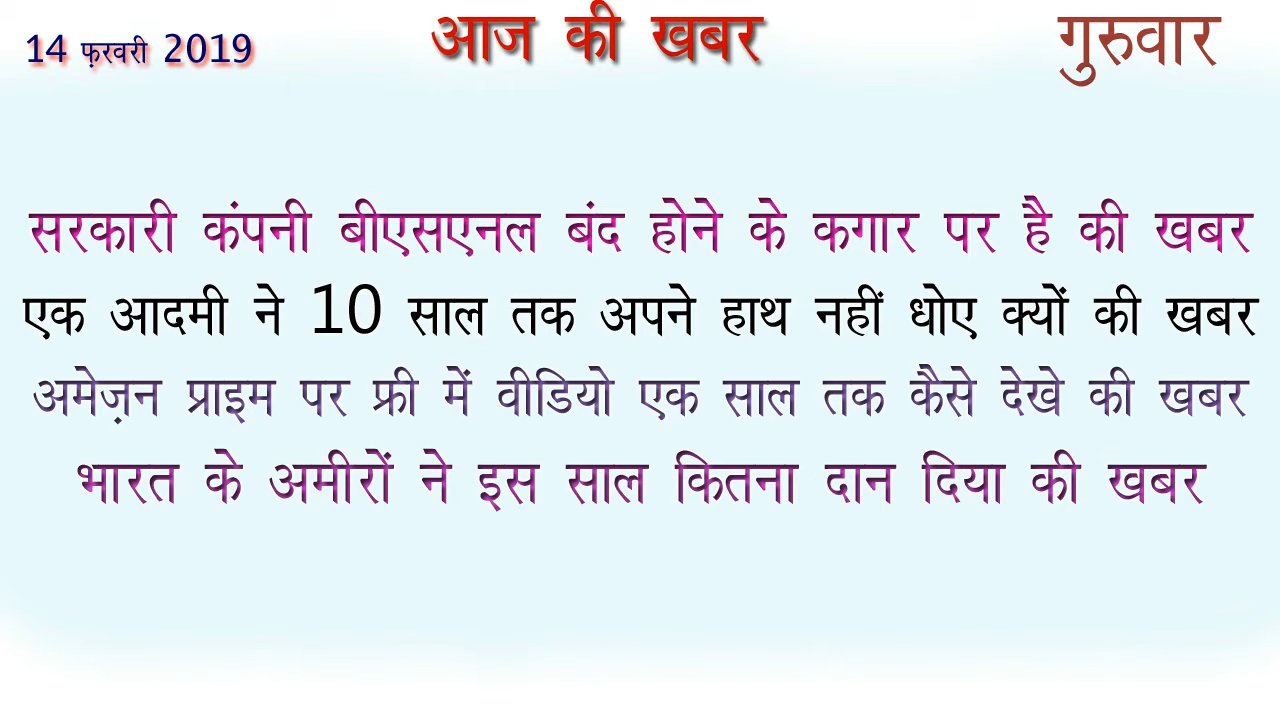 14 फ़रवरी 2019 आज की खबर गुरुवार
सरकारी कंपनी बीएसएनल बंद होने के कगार पर है की खबर
एक आदमी ने 10 साल तक अपने हाथ नहीं धोए क्यों की खबर
अमेज़न प्राइम पर फ्री में वीडियो एक साल तक कैसे देखे की खबर
भारत के अमीरों ने इस साल कितना दान दिया की खबर